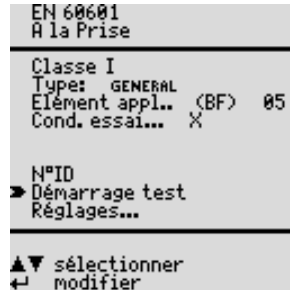 EN 60601
A la Prise
Classe I
Type: GENERAL
Elément appl.. (BF) 05
Cond. essai... X
N°ID
Démarrage test
Réglages...
▲▼ sélectionner
↵ modifier